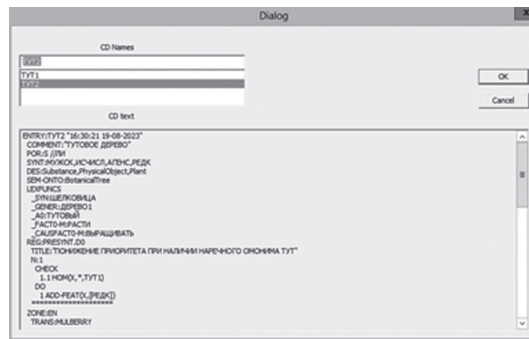 Dialog
x
CD Names
ТУТ2
ТУТ1
ТУТ2
OK
Cancel
CD text
ENTRY:ТУТ2 "16:30:21 19-08-2023"
COMMENT:"ТУТОВОЕ ДЕРЕВО"
POR:S //ЛИ
SYNT:МУЖСК,ИСЧИСЛ,АГЕНС,РЕДК
DES:Substance,PhysicalObject,Plant
SEM-ONTO:BotanicalTree
LEXFUNCS
_SYN:ШЕЛКОВИЦА
_GENER:ДЕРЕВО1
_A0:ТУТОВЫЙ
_FACT0-M:РАСТИ
_CAUSFACT0-M:ВЫРАЩИВАТЬ
REG:PRESYNT.D0
TITLE:"ПОНИЖЕНИЕ ПРИОРИТЕТА ПРИ НАЛИЧИИ НАРЕЧНОГО ОМОНИМА ТУТ"
N:1
CHECK
1.1 HOM(X,*,ТУТ1)
DO
1 ADD-FEAT(X,[РЕДК])
====================
ZONE:EN
TRANS:MULBERRY